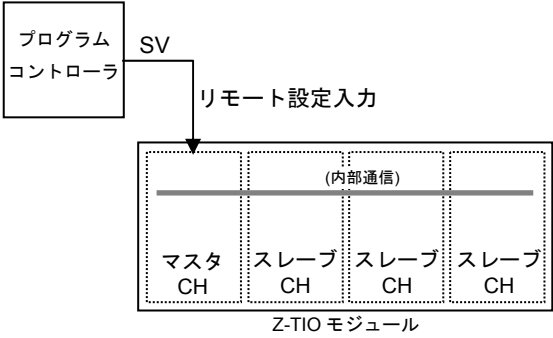 プログラム
コントローラ
SV
リモート設定入力
(内部通信)
マスタ
CH
スレーブ
CH
スレーブ
CH
スレーブ
CH
Z-TIO モジュール